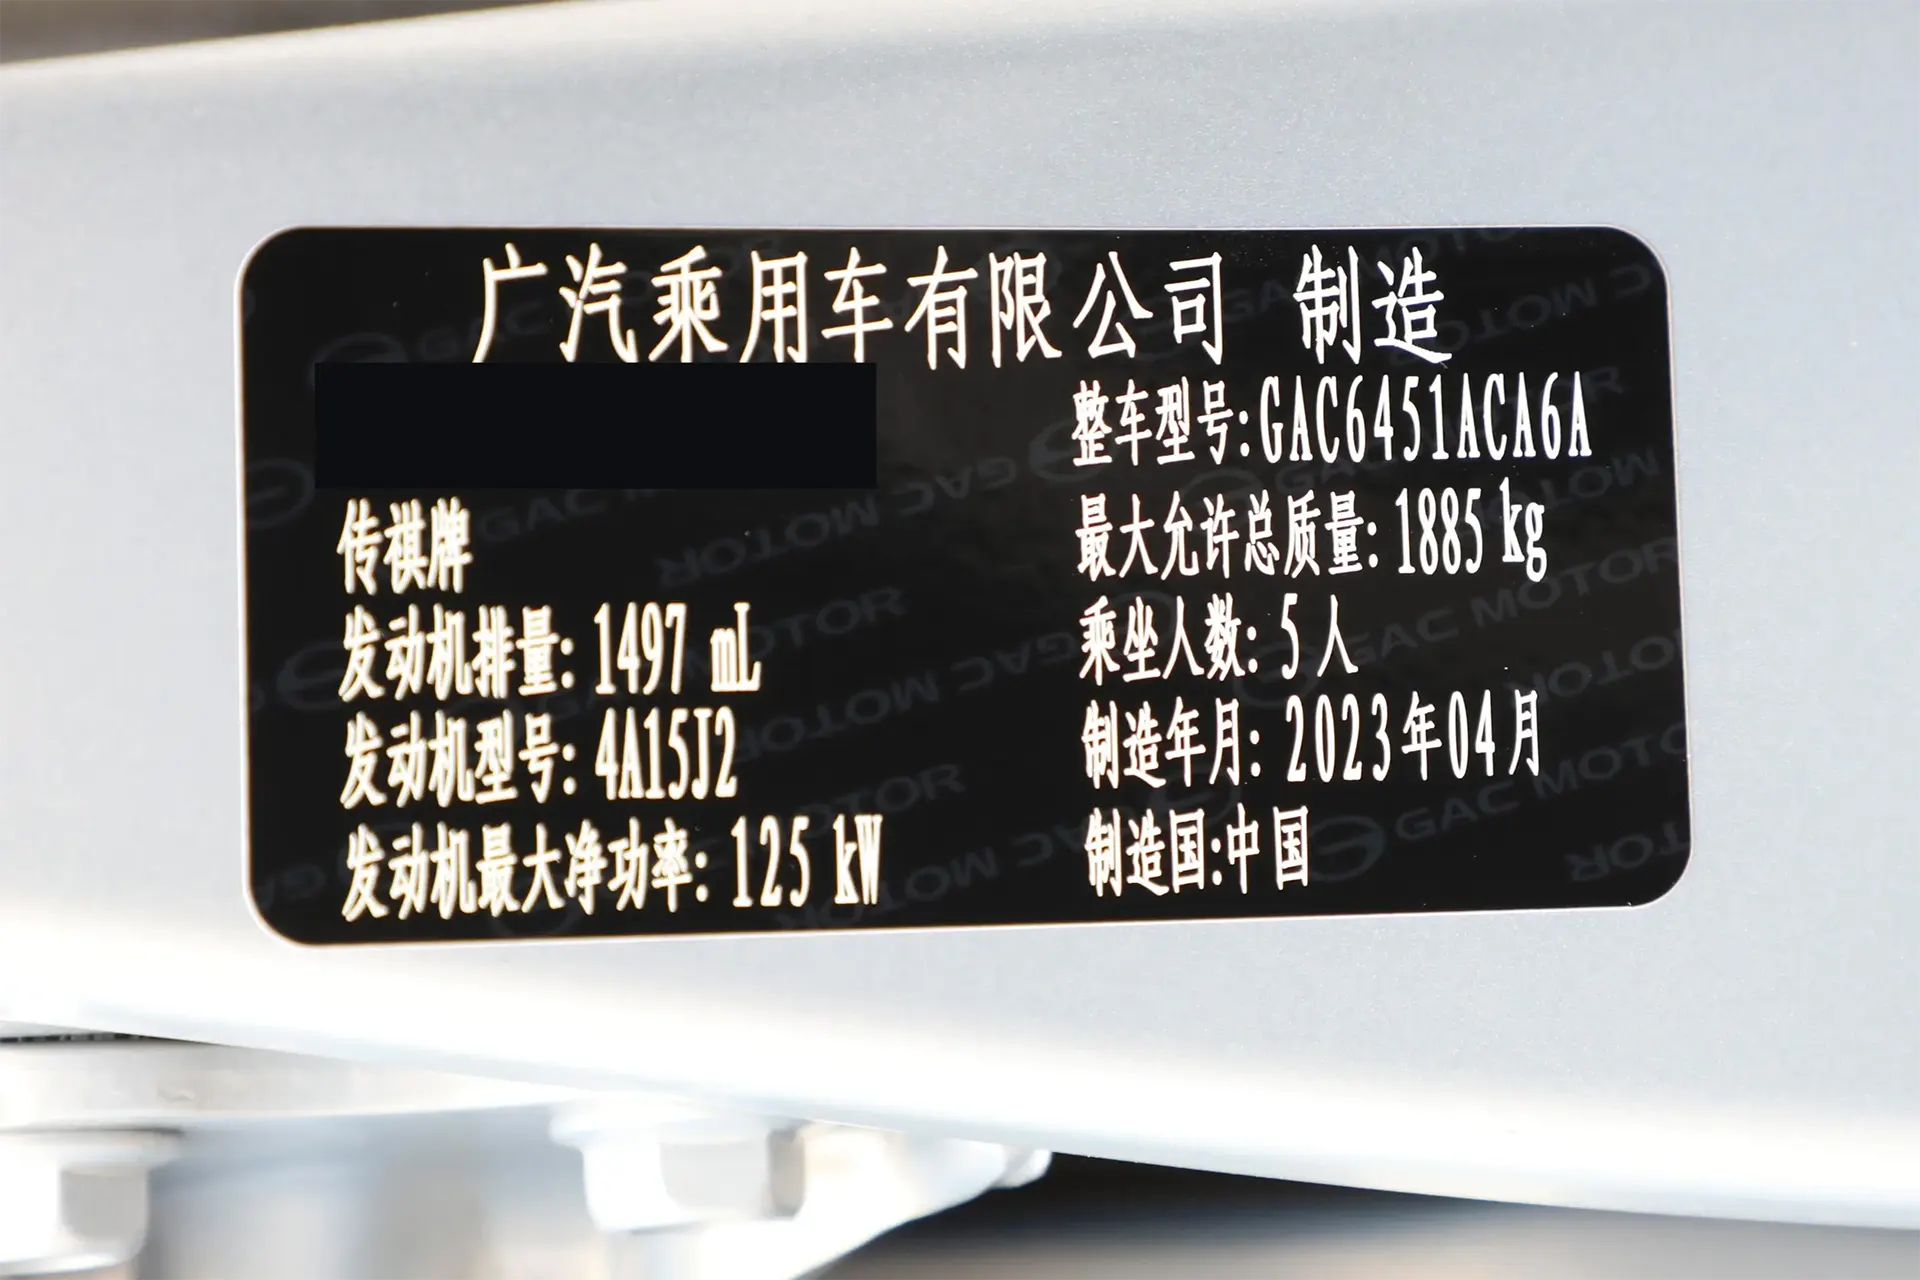 广汽乘用车有限公司 制造
整车型号:GAC6451ACA6A
传祺牌
最大允许总质量: 1885 kg
发动机排量: 1497 mL
乘坐人数: 5人
发动机型号: 4A15J2
制造年月: 2023年04月
发动机最大净功率: 125 kW
制造国:中国
GAC MOTOR